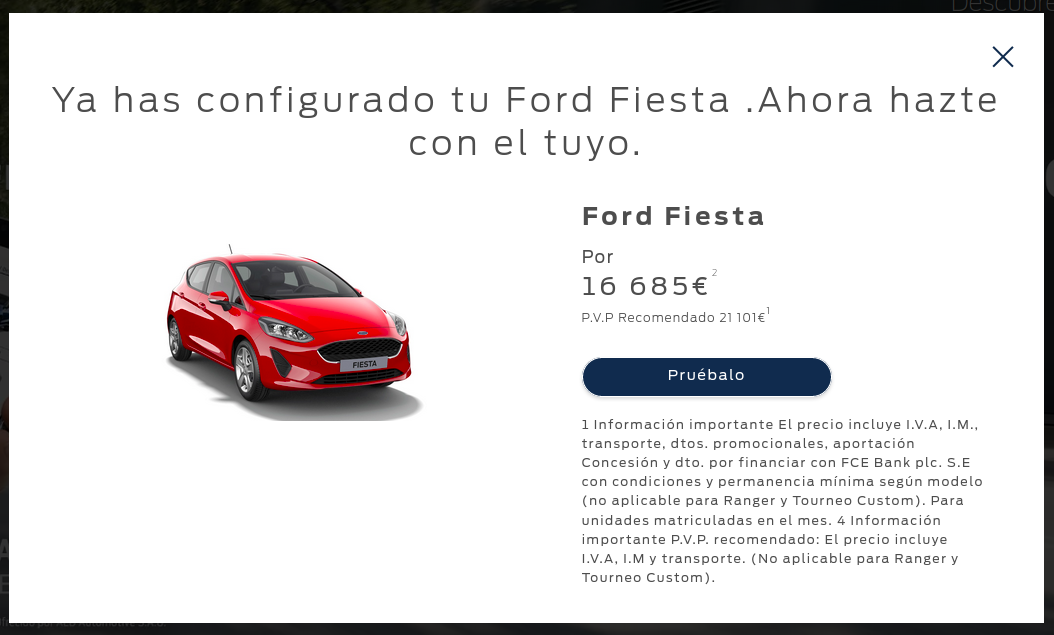 Descubre
Ya has configurado tu Ford Fiesta .Ahora hazte
con el tuyo.
Ford Fiesta
Por
16 685€2
P.V.P Recomendado 21 101€1
FIESTA
Pruébalo
1 Información importante El precio incluye I.V.A, I.M.,
transporte, dtos. promocionales, aportación
Concesión y dto. por financiar con FCE Bank plc. S.E
con condiciones y permanencia mínima según modelo
(no aplicable para Ranger y Tourneo Custom). Para
unidades matriculadas en el mes. 4 Información
importante P.V.P. recomendado: El precio incluye
I.V.A, I.M y transporte. (No aplicable para Ranger y
Tourneo Custom).